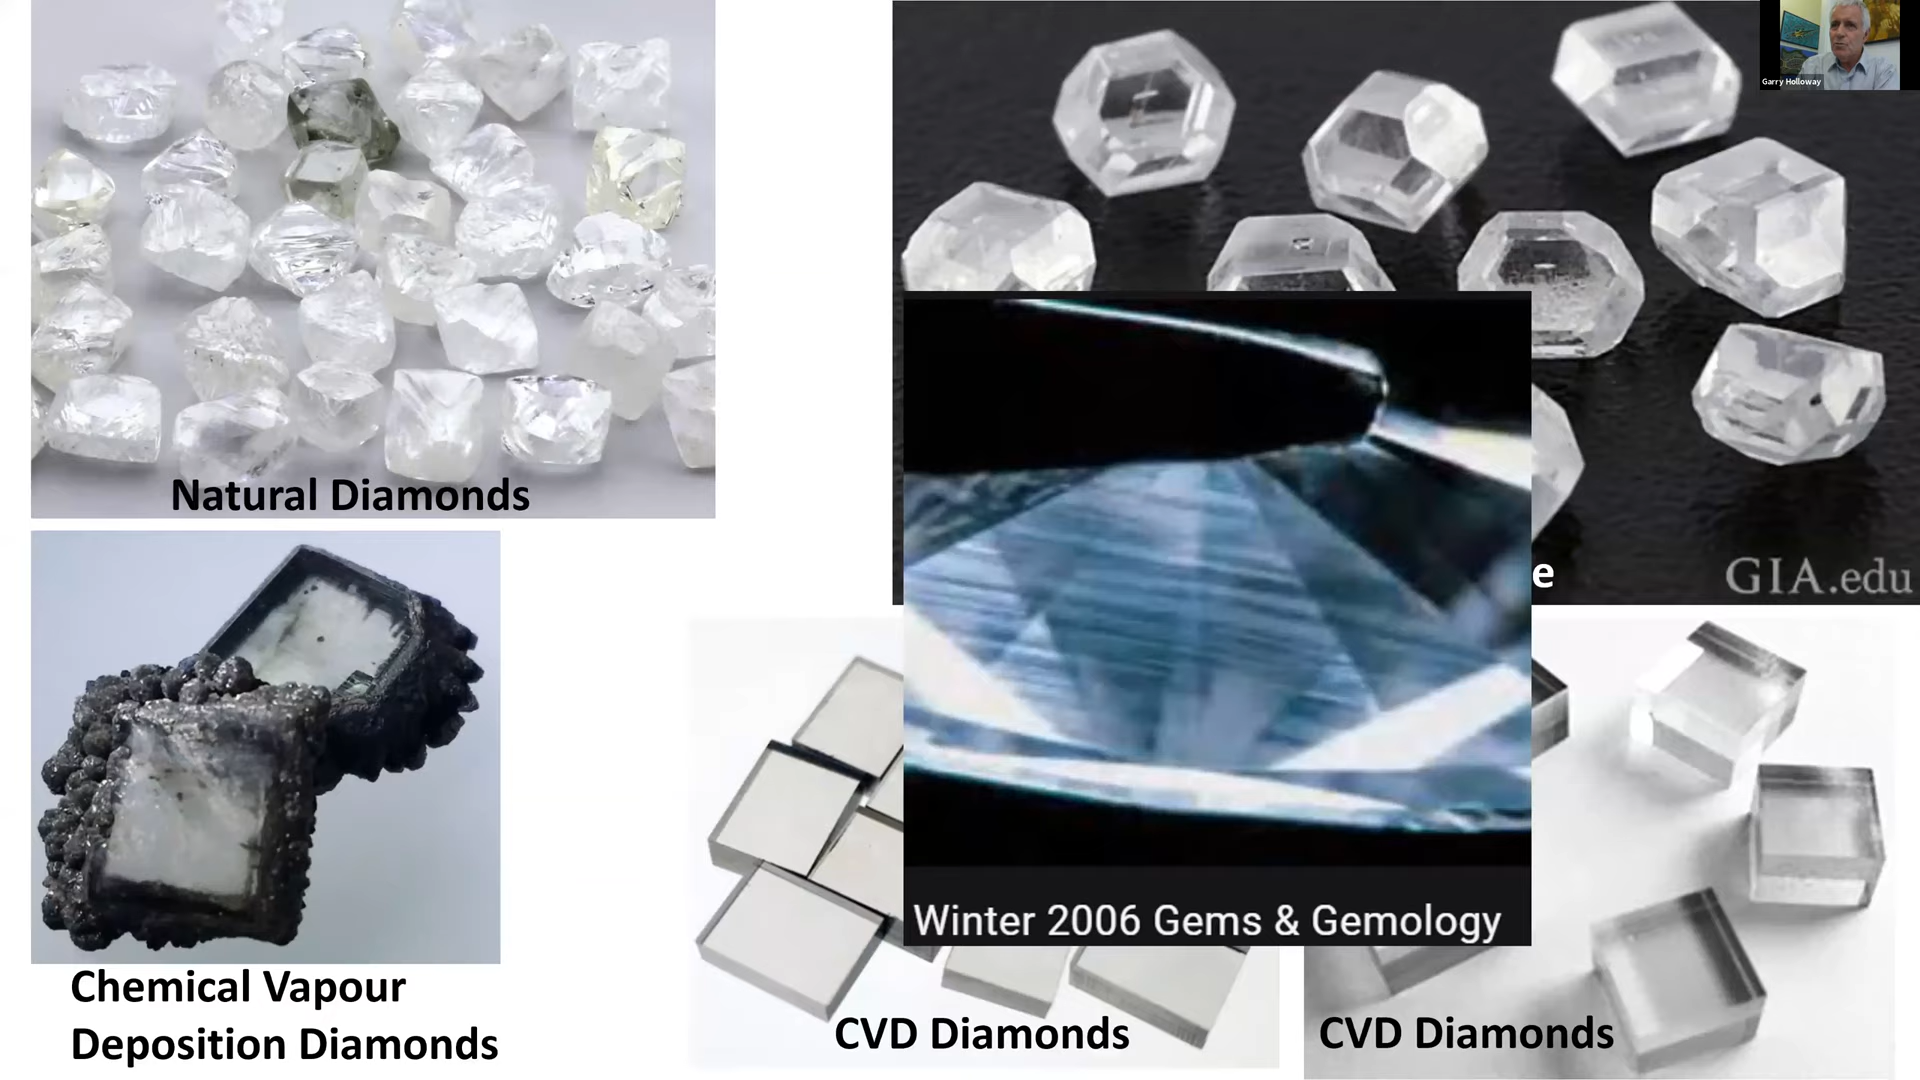 Garry Holloway
Natural Diamonds
e
GIA.edu
Winter 2006 Gems & Gemology
Chemical Vapour
Deposition Diamonds
CVD Diamonds
CVD Diamonds